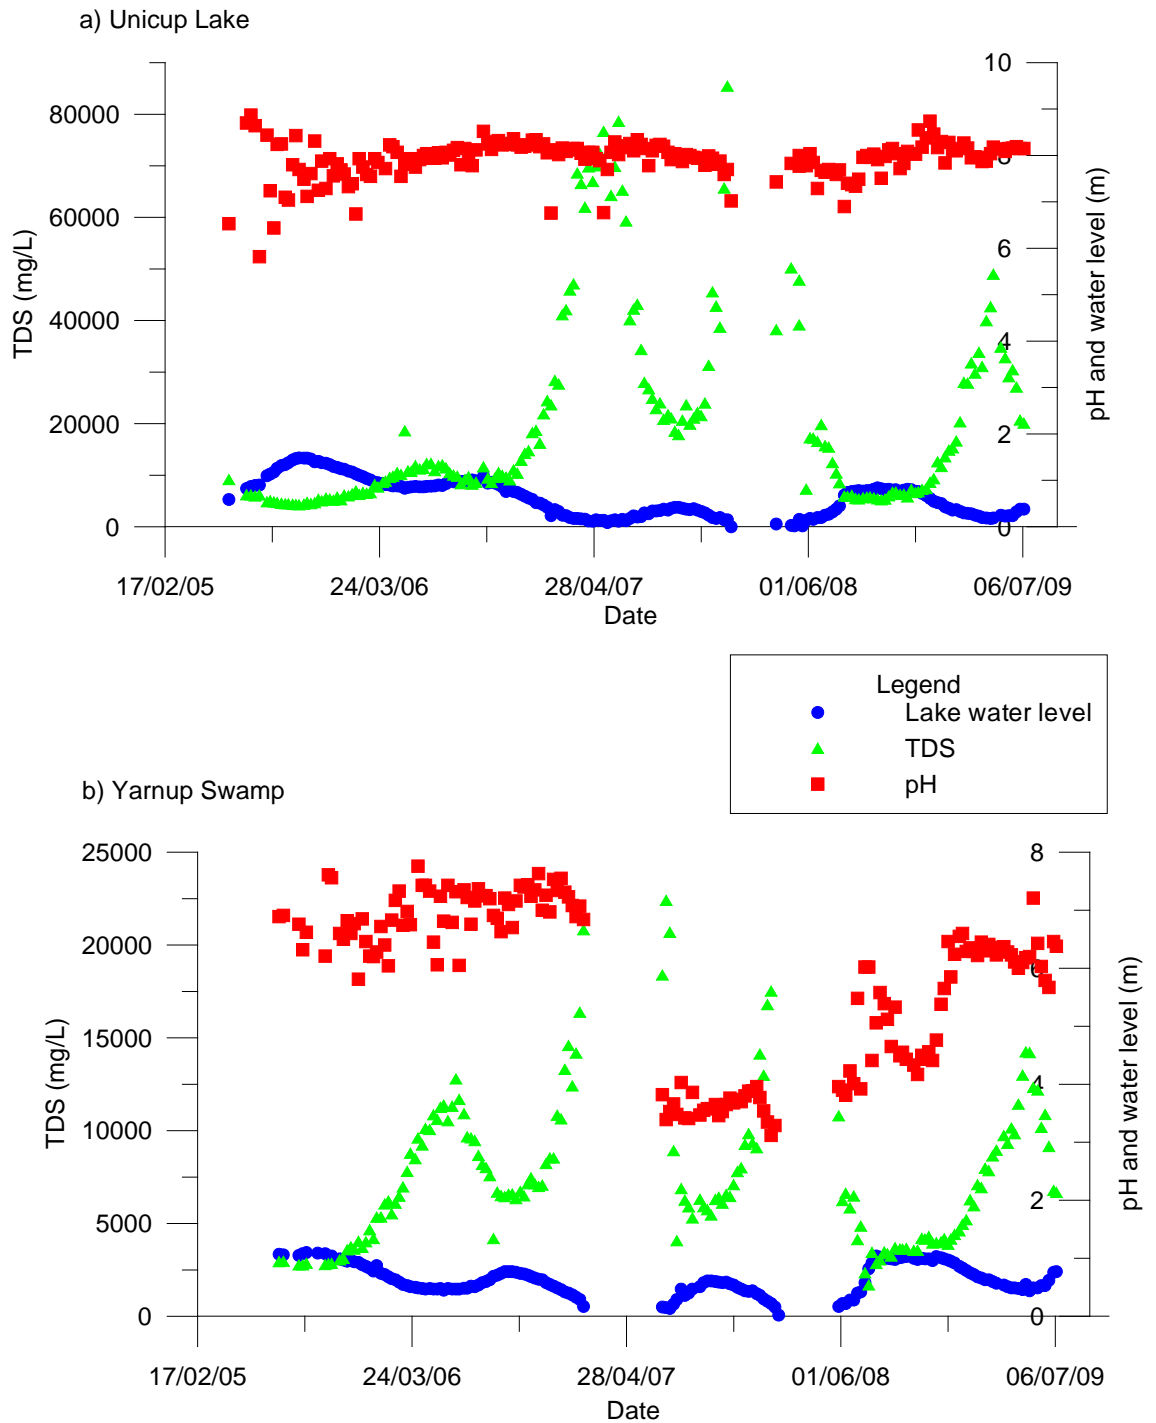 a) Unicup Lake
10
80000
8
60000
6
TDS (mg/L)
pH and water level (m)
40000
4
20000
2
0
0
17/02/05
24/03/06
28/04/07
01/06/08
06/07/09
Date
Legend
Lake water level
TDS
pH
b) Yarnup Swamp
25000
8
20000
6
15000
TDS (mg/L)
pH and water level (m)
4
10000
2
5000
0
0
17/02/05
24/03/06
28/04/07
01/06/08
06/07/09
Date